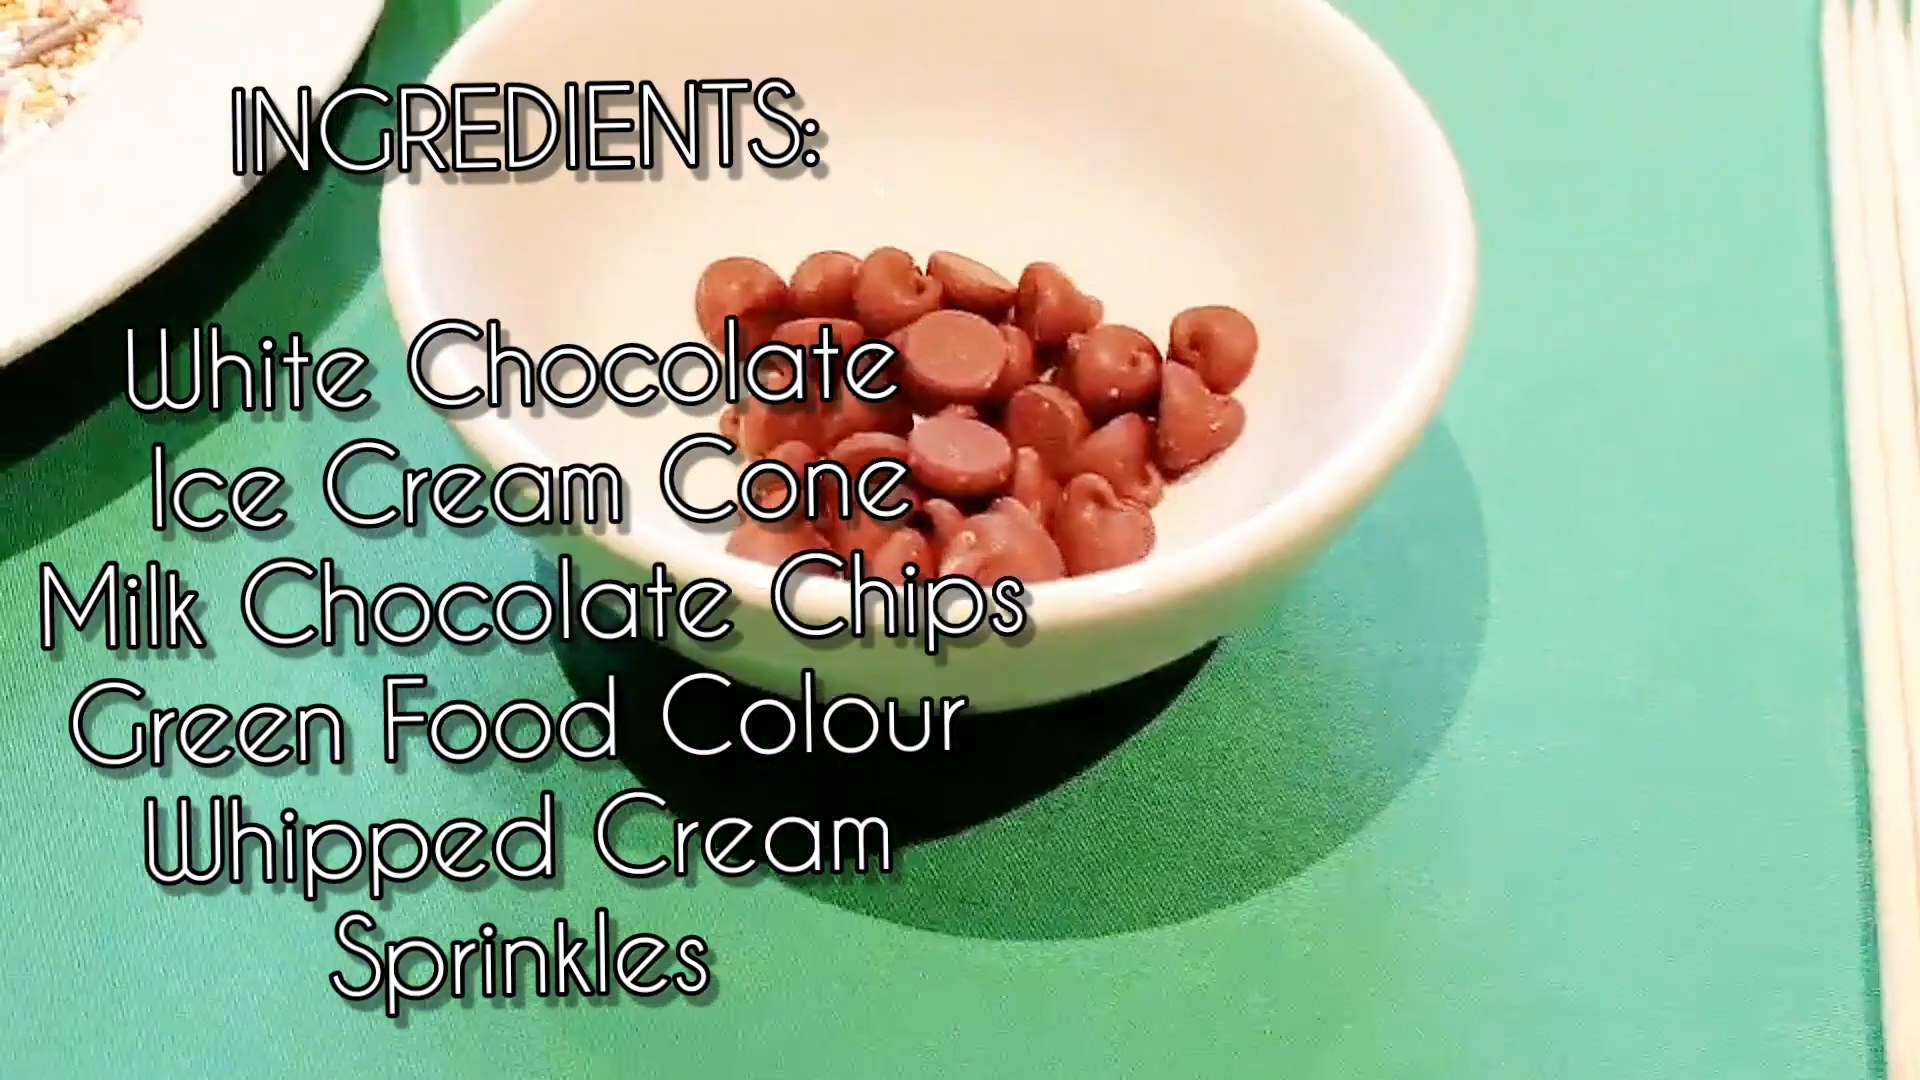 INGREDIENTS:
White Chocolate
Ice Cream Cone
Milk Chocolate Chips
Green Food Colour
Whipped Cream
Sprinkles